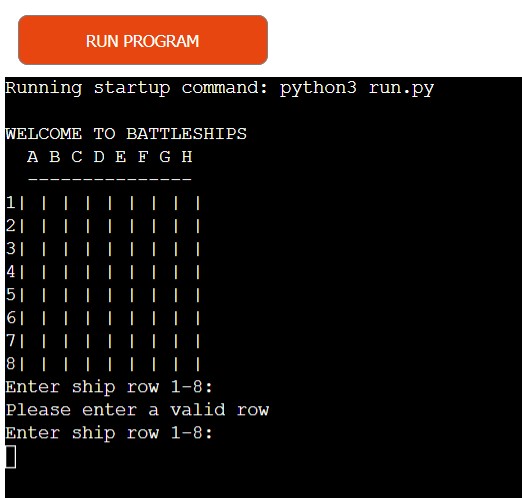 RUN PROGRAM
Running startup command: python3 run.py
WELCOME TO BATTLESHIPS
  A B C D E F G H
  ---------------
1| | | | | | | | |
2| | | | | | | | |
3| | | | | | | | |
4| | | | | | | | |
5| | | | | | | | |
6| | | | | | | | |
7| | | | | | | | |
8| | | | | | | | |
Enter ship row 1-8:
Please enter a valid row
Enter ship row 1-8: